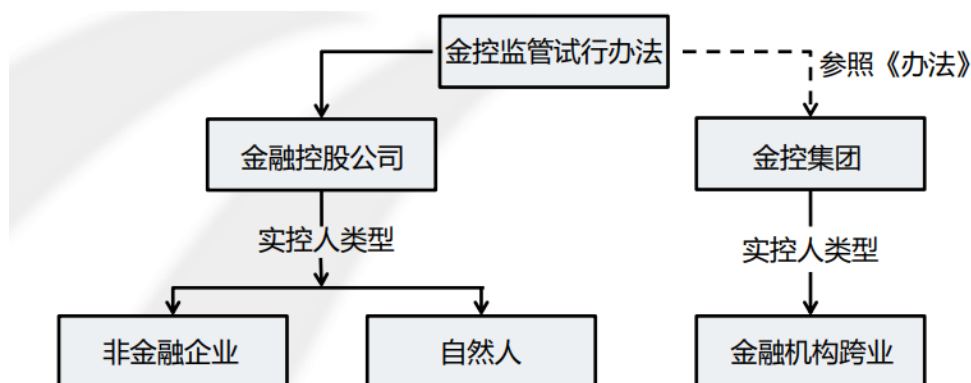 金控监管试行办法
参照《办法》
金融控股公司
金控集团
实控人类型
实控人类型
非金融企业
自然人
金融机构跨业